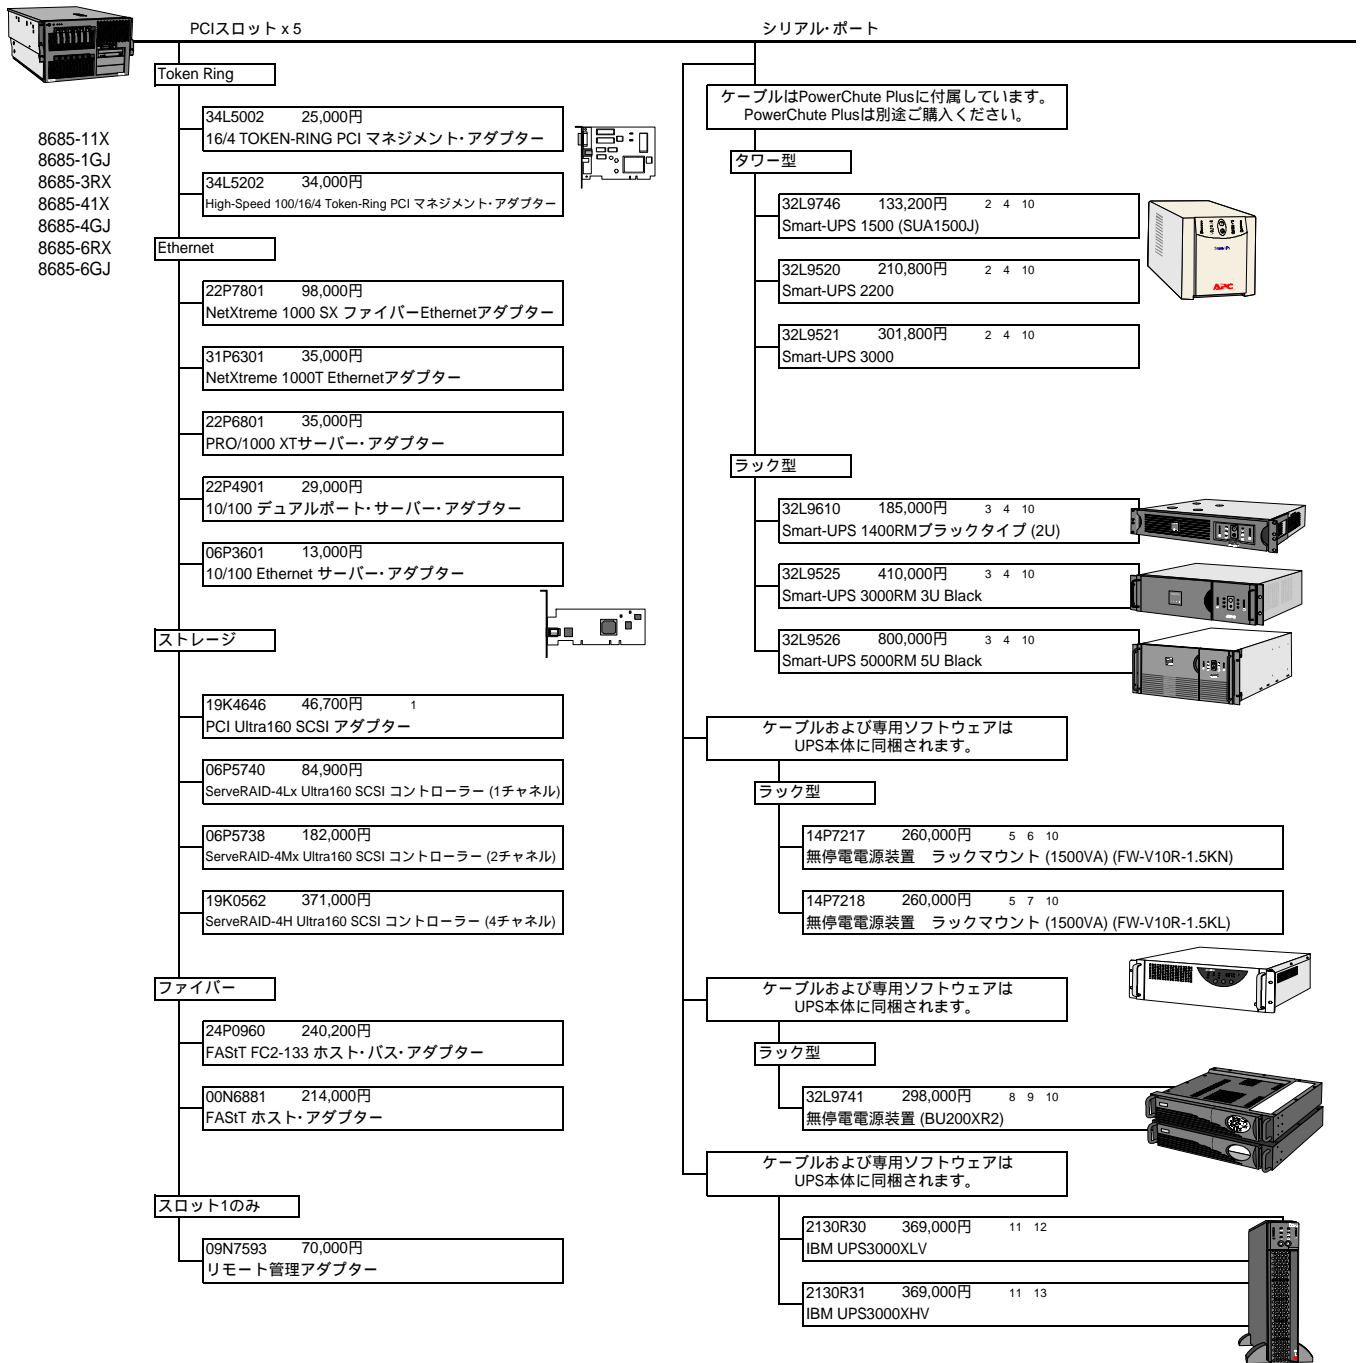 PCIスロット x 5
シリアル・ポート
8685-11X
8685-1GJ
8685-3RX
8685-41X
8685-4GJ
8685-6RX
8685-6GJ
Token Ring
34L5002 25,000円
16/4 TOKEN-RING PCI マネジメント・アダプター
34L5202 34,000円
High-Speed 100/16/4 Token-Ring PCI マネジメント・アダプター
Ethernet
22P7801 98,000円
NetXtreme 1000 SX ファイバーEthernetアダプター
31P6301 35,000円
NetXtreme 1000T Ethernetアダプター
22P6801 35,000円
PRO/1000 XTサーバー・アダプター
22P4901 29,000円
10/100 デュアルポート・サーバー・アダプター
06P3601 13,000円
10/100 Ethernet サーバー・アダプター
ストレージ
19K4646 46,700円 1
PCI Ultra160 SCSI アダプター
06P5740 84,900円
ServeRAID-4Lx Ultra160 SCSI コントローラー (1チャネル)
06P5738 182,000円
ServeRAID-4Mx Ultra160 SCSI コントローラー (2チャネル)
19K0562 371,000円
ServeRAID-4H Ultra160 SCSI コントローラー (4チャネル)
ファイバー
24P0960 240,200円
FAStT FC2-133 ホスト・バス・アダプター
00N6881 214,000円
FAStT ホスト・アダプター
スロット1のみ
09N7593 70,000円
リモート管理アダプター
ケーブルはPowerChute Plusに付属しています。
PowerChute Plusは別途ご購入ください。
タワー型
32L9746 133,200円 2 4 10
Smart-UPS 1500 (SUA1500J)
32L9520 210,800円 2 4 10
Smart-UPS 2200
32L9521 301,800円 2 4 10
Smart-UPS 3000
APC
ラック型
32L9610 185,000円 3 4 10
Smart-UPS 1400RMブラックタイプ (2U)
32L9525 410,000円 3 4 10
Smart-UPS 3000RM 3U Black
32L9526 800,000円 3 4 10
Smart-UPS 5000RM 5U Black
ケーブルおよび専用ソフトウェアは
UPS本体に同梱されます。
ラック型
14P7217 260,000円 5 6 10
無停電電源装置 ラックマウント (1500VA) (FW-V10R-1.5KN)
14P7218 260,000円 5 7 10
無停電電源装置 ラックマウント (1500VA) (FW-V10R-1.5KL)
ケーブルおよび専用ソフトウェアは
UPS本体に同梱されます。
ラック型
32L9741 298,000円 8 9 10
無停電電源装置 (BU200XR2)
ケーブルおよび専用ソフトウェアは
UPS本体に同梱されます。
2130R30 369,000円 11 12
IBM UPS3000XLV
2130R31 369,000円 11 13
IBM UPS3000XHV